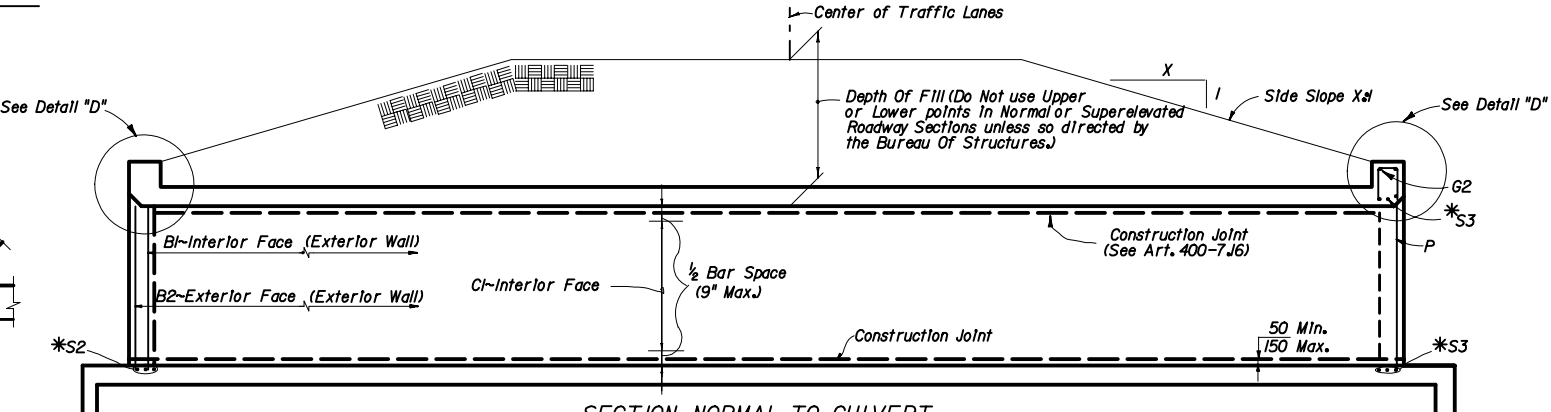 Center of Traffic Lanes
See Detail "D"
X
1
Side Slope X:1
See Detail "D"
Depth Of Fill (Do Not use Upper
or Lower points in Normal or Superelevated
Roadway Sections unless so directed by
the Bureau Of Structures.)
G2
*S3
P
B1~Interior Face (Exterior Wall)
B2~Exterior Face (Exterior Wall)
C1~Interior Face
½ Bar Space
(9" Max.)
Construction Joint
(See Art. 400-7.16)
Construction Joint
50 Min.
150 Max.
*S2
*S3
SECTION NORMAL TO CULVERT